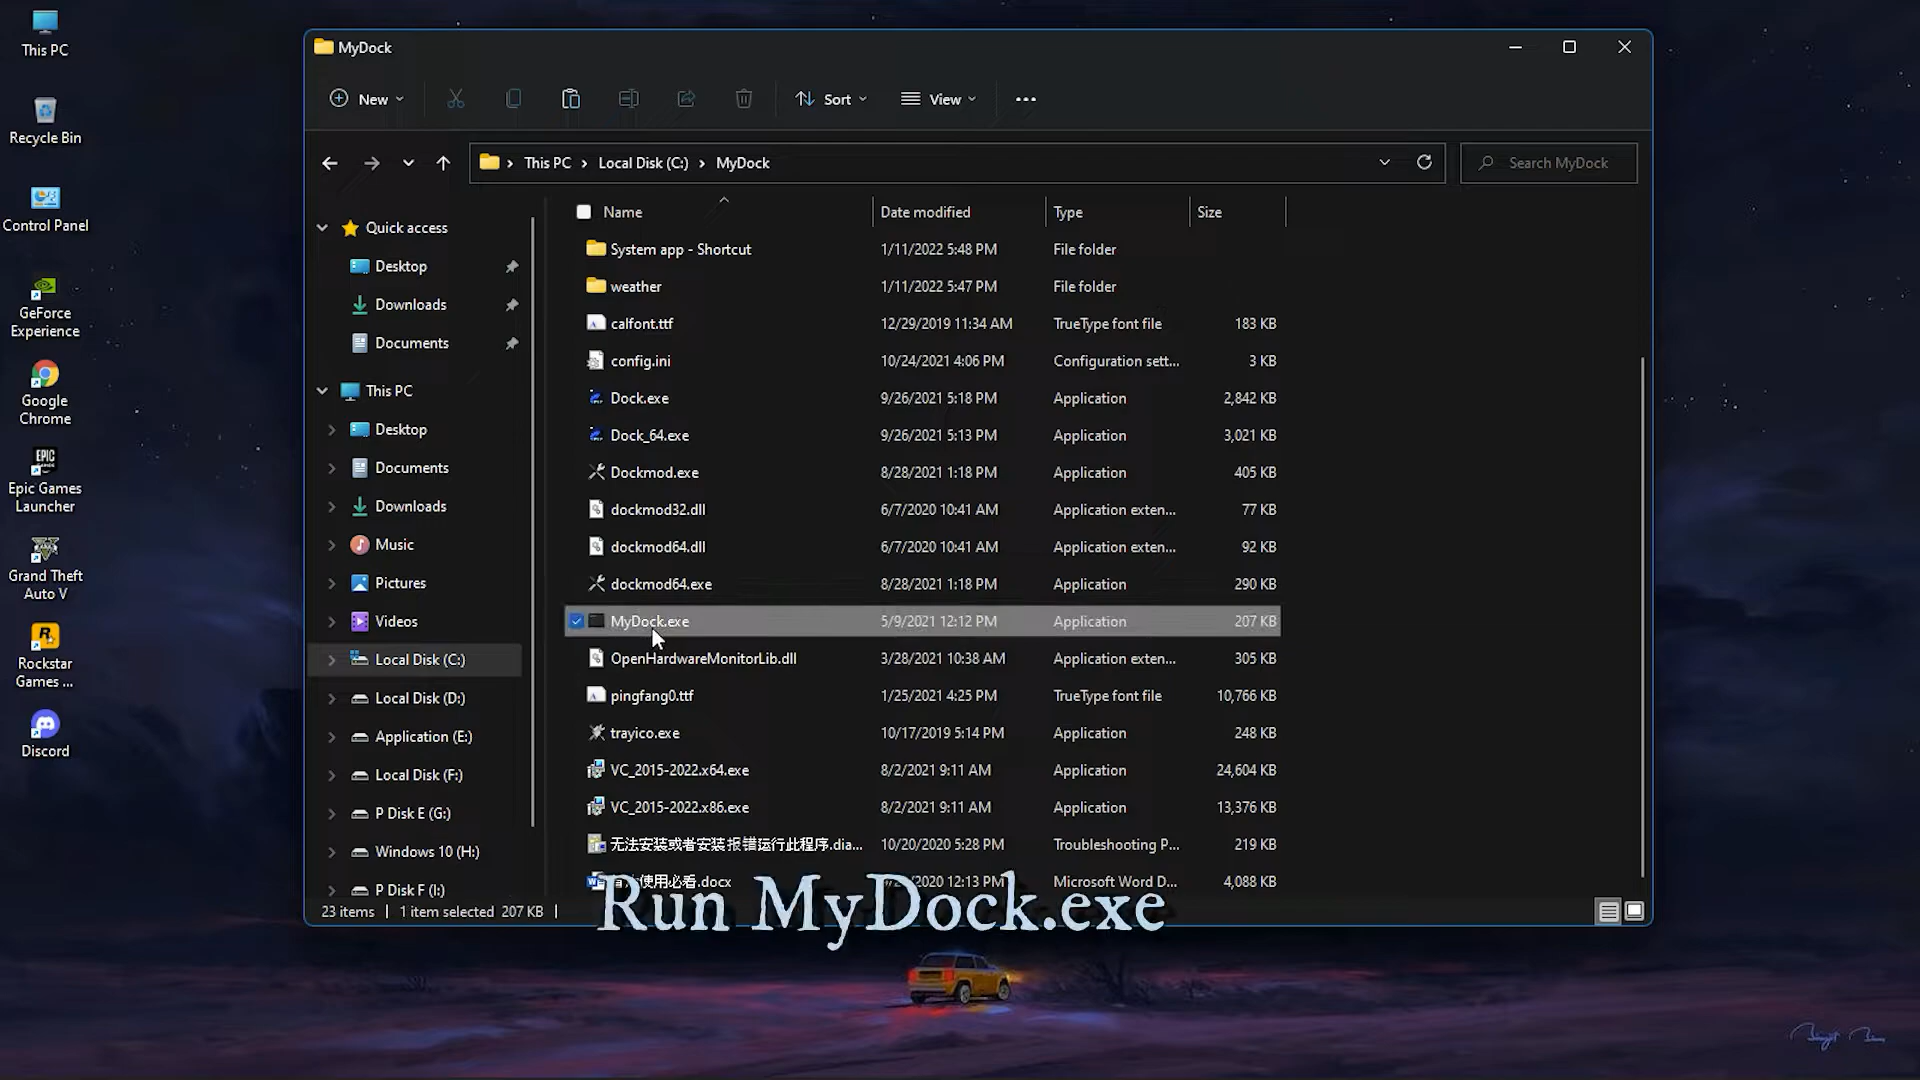 This PC
Recycle Bin
Control Panel
GeForce
Experience
Google
Chrome
EPIC
Epic Games
Launcher
Grand Theft
Auto V
Rockstar
Games ...
Discord
MyDock
New
Sort
View
This PC
Local Disk (C:)
MyDock
Search MyDock
Quick access
Desktop
Downloads
Documents
This PC
Desktop
Documents
Downloads
Music
Pictures
Videos
Local Disk (C:)
Local Disk (D:)
Application (E:)
Local Disk (F:)
P Disk E (G:)
Windows 10 (H:)
P Disk F (I:)
Name Date modified Type Size
System app - Shortcut 1/11/2022 5:48 PM File folder
weather 1/11/2022 5:47 PM File folder
calfont.ttf 12/29/2019 11:34 AM TrueType font file 183 KB
config.ini 10/24/2021 4:06 PM Configuration sett... 3 KB
Dock.exe 9/26/2021 5:18 PM Application 2,842 KB
Dock_64.exe 9/26/2021 5:13 PM Application 3,021 KB
Dockmod.exe 8/28/2021 1:18 PM Application 405 KB
dockmod32.dll 6/7/2020 10:41 AM Application exten... 77 KB
dockmod64.dll 6/7/2020 10:41 AM Application exten... 92 KB
dockmod64.exe 8/28/2021 1:18 PM Application 290 KB
MyDock.exe 5/9/2021 12:12 PM Application 207 KB
OpenHardwareMonitorLib.dll 3/28/2021 10:38 AM Application exten... 305 KB
pingfang0.ttf 1/25/2021 4:25 PM TrueType font file 10,766 KB
trayico.exe 10/17/2019 5:14 PM Application 248 KB
VC_2015-2022.x64.exe 8/2/2021 9:11 AM Application 24,604 KB
VC_2015-2022.x86.exe 8/2/2021 9:11 AM Application 13,376 KB
无法安装或者安装报错运行此程序.dia... 10/20/2020 5:28 PM Troubleshooting P... 219 KB
使用必看.docx 12:13 PM Microsoft Word D... 4,088 KB
23 items 1 item selected 207 KB
Run MyDock.exe